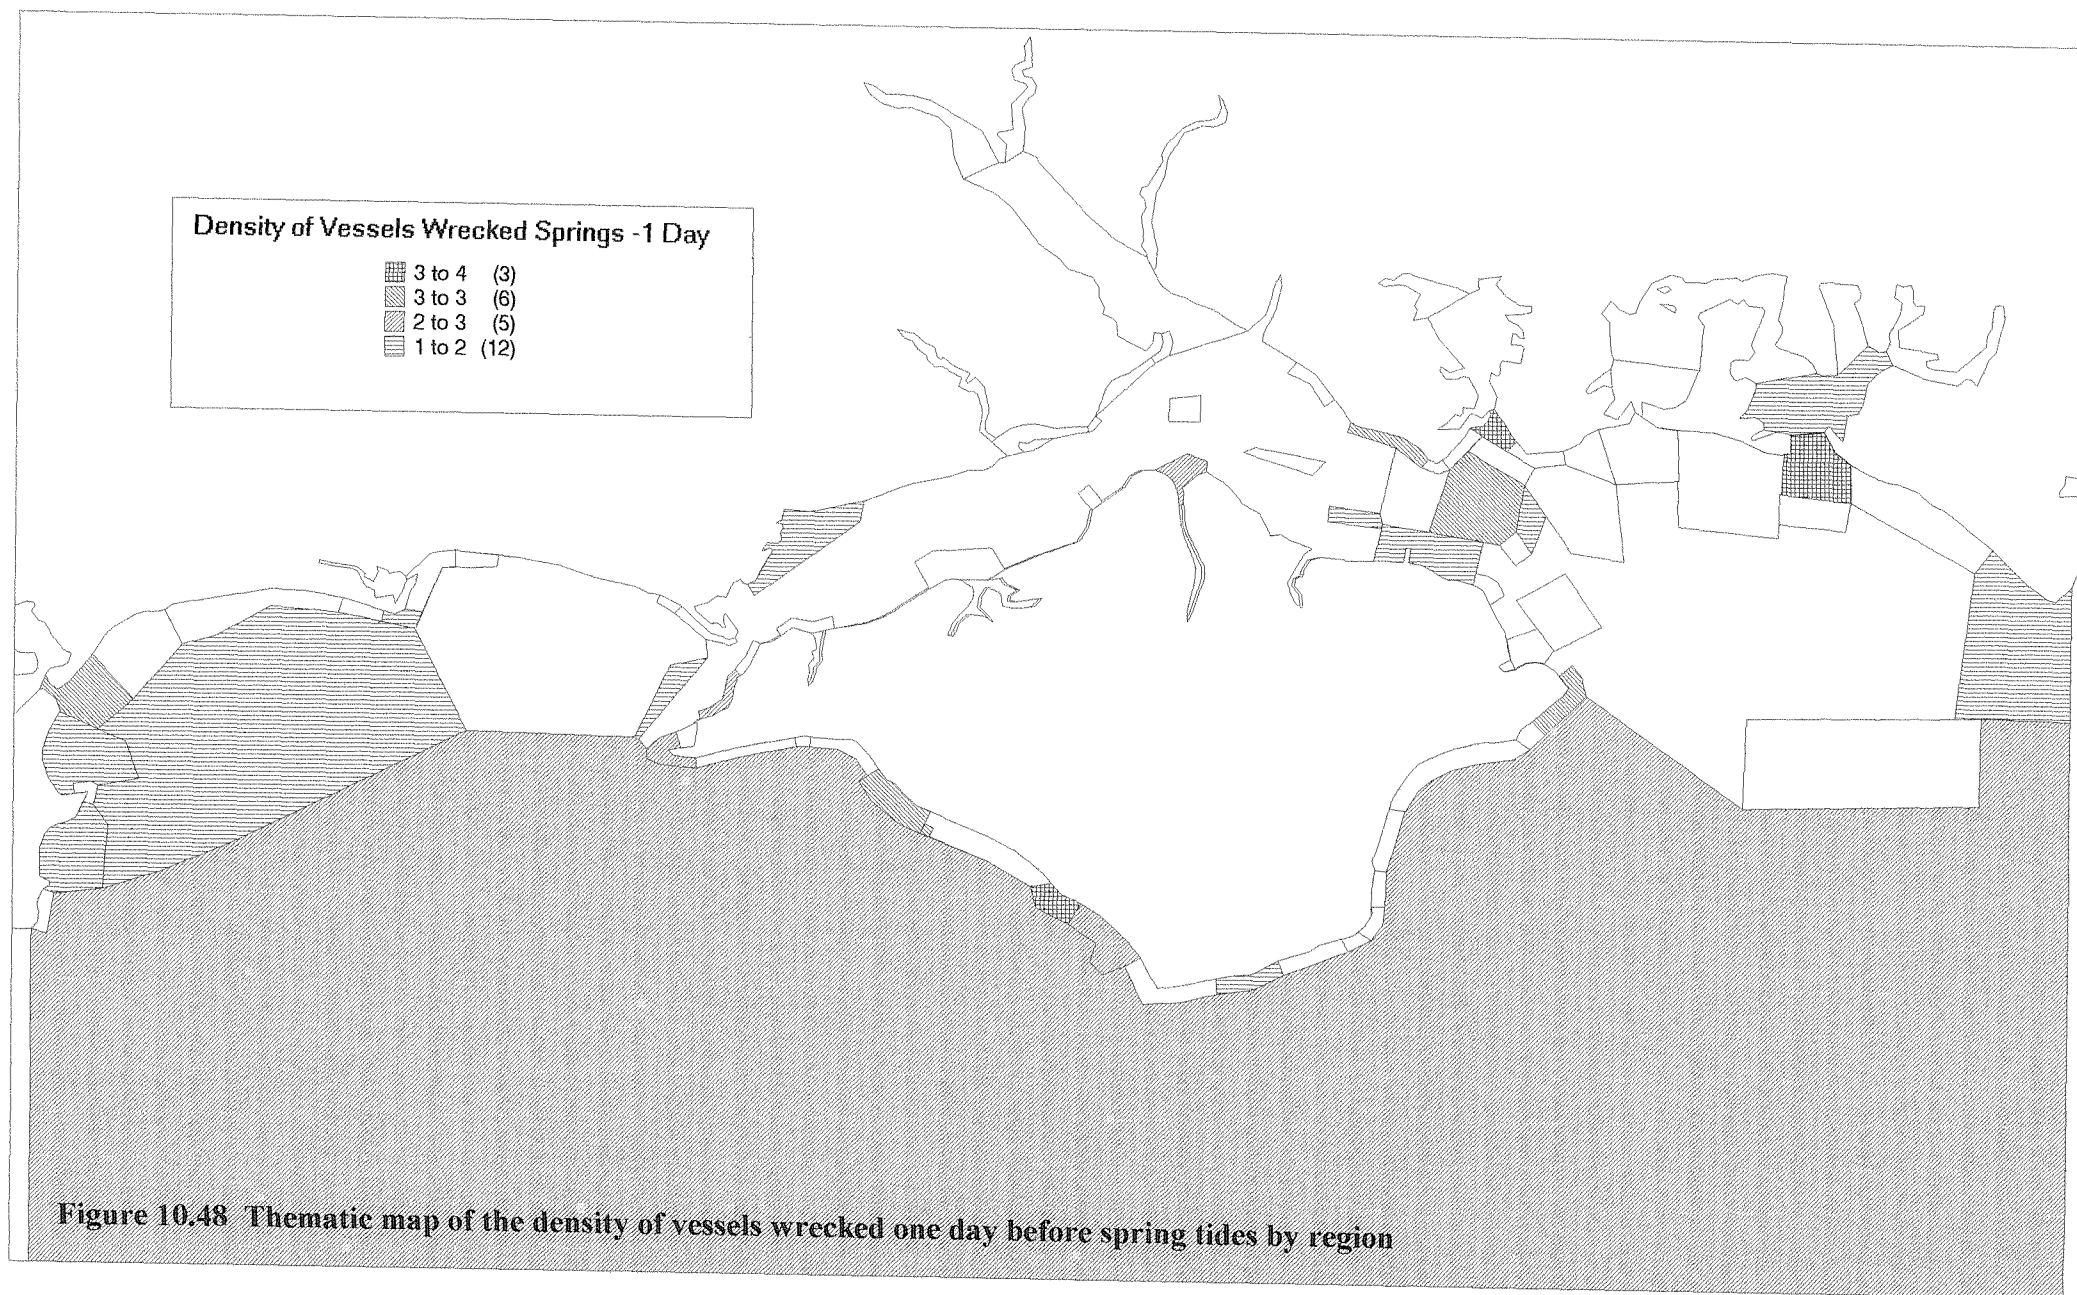 Density of Vessels Wrecked Springs -1 Day
3 to 4 (3)
3 to 3 (6)
2 to 3 (5)
1 to 2 (12)
Figure 10.48 Thematic map of the density of vessels wrecked one day before spring tides by region